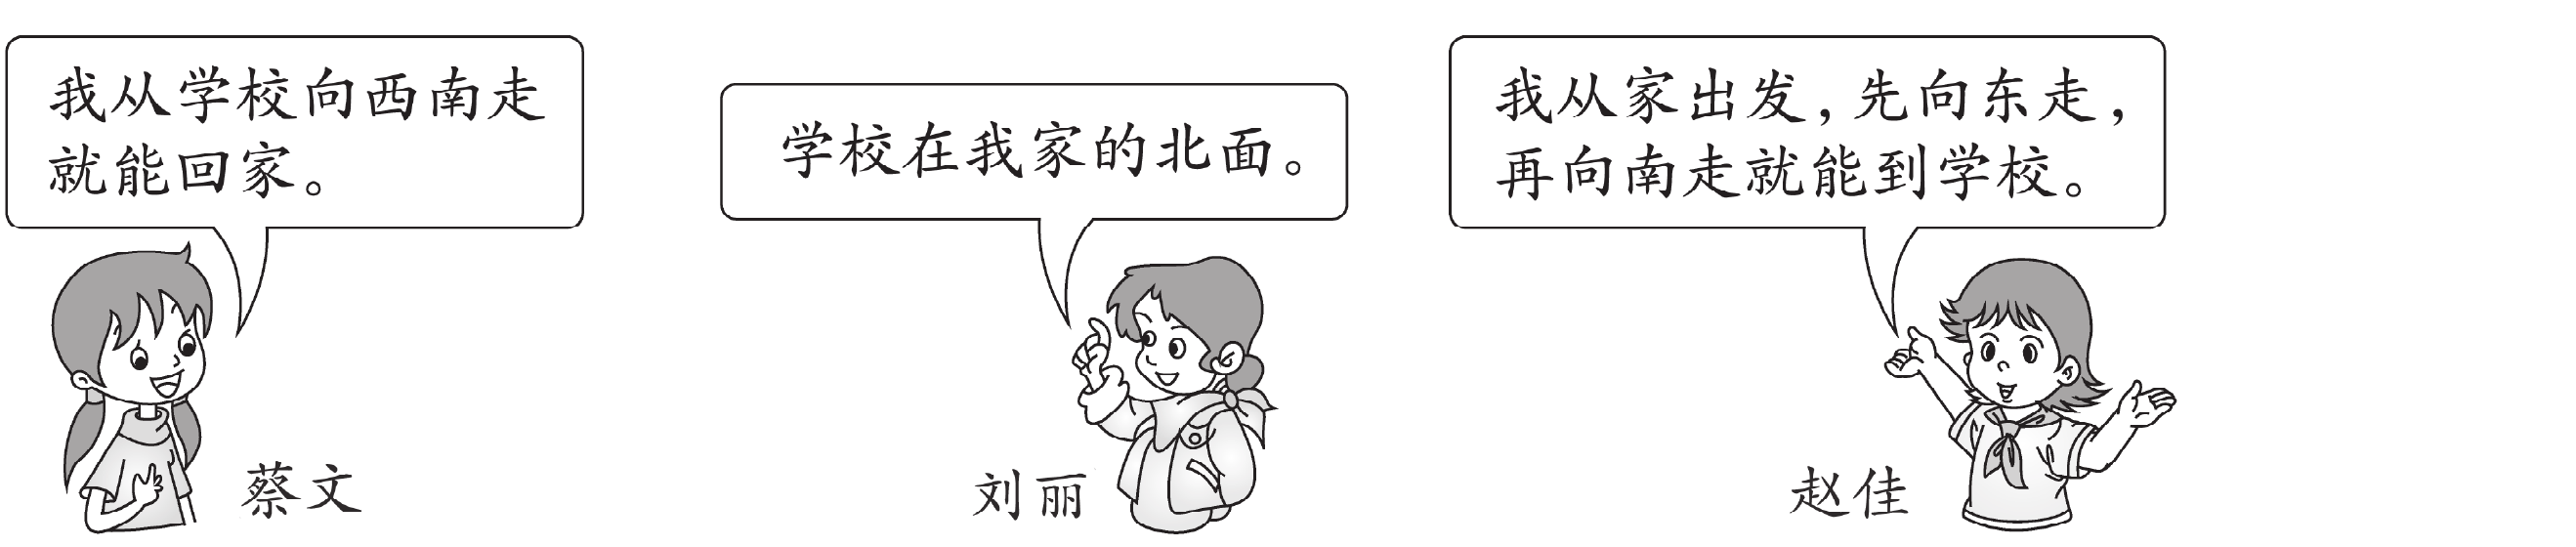 我从学校向西南走
就能回家。
学校在我家的北面。
我从家出发,先向东走,
再向南走就能到学校。
蔡文
刘丽
赵佳